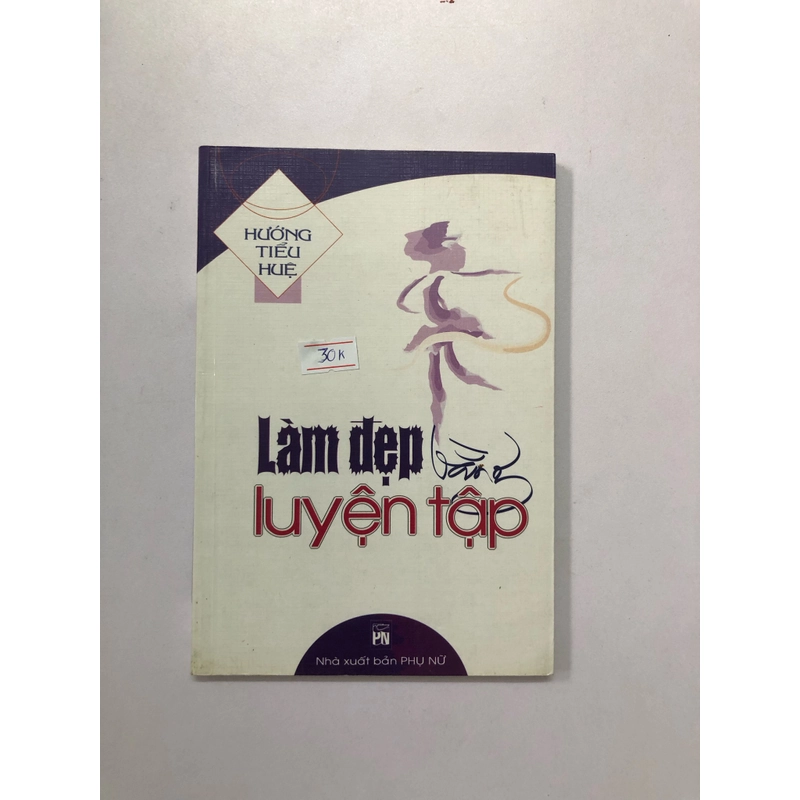 HƯỚNG
TIỂU
HUỆ
30K
Làm đẹp bằng
luyện tập
PN
Nhà xuất bản PHỤ NỮ